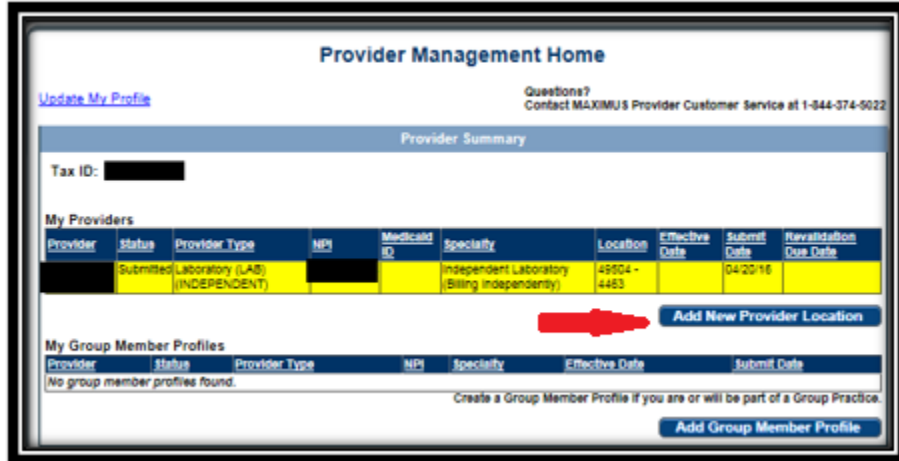 Provider Management Home
Update My Profile
Questions?
Contact MAXIMUS Provider Customer Service at 1-844-374-5022
Provider Summary
Tax ID:
My Providers
Provider Status Provider Type NPI Medicaid ID Specialty Location Effective Date Submit Date Revalidation Due Date
Submitted Laboratory (LAB) (INDEPENDENT) Independent Laboratory (Billing Independently) 49504 - 4463 04/20/16
Add New Provider Location
My Group Member Profiles
Provider Status Provider Type NPI Specialty Effective Date Submit Date
No group member profiles found.
Create a Group Member Profile if you are or will be part of a Group Practice.
Add Group Member Profile